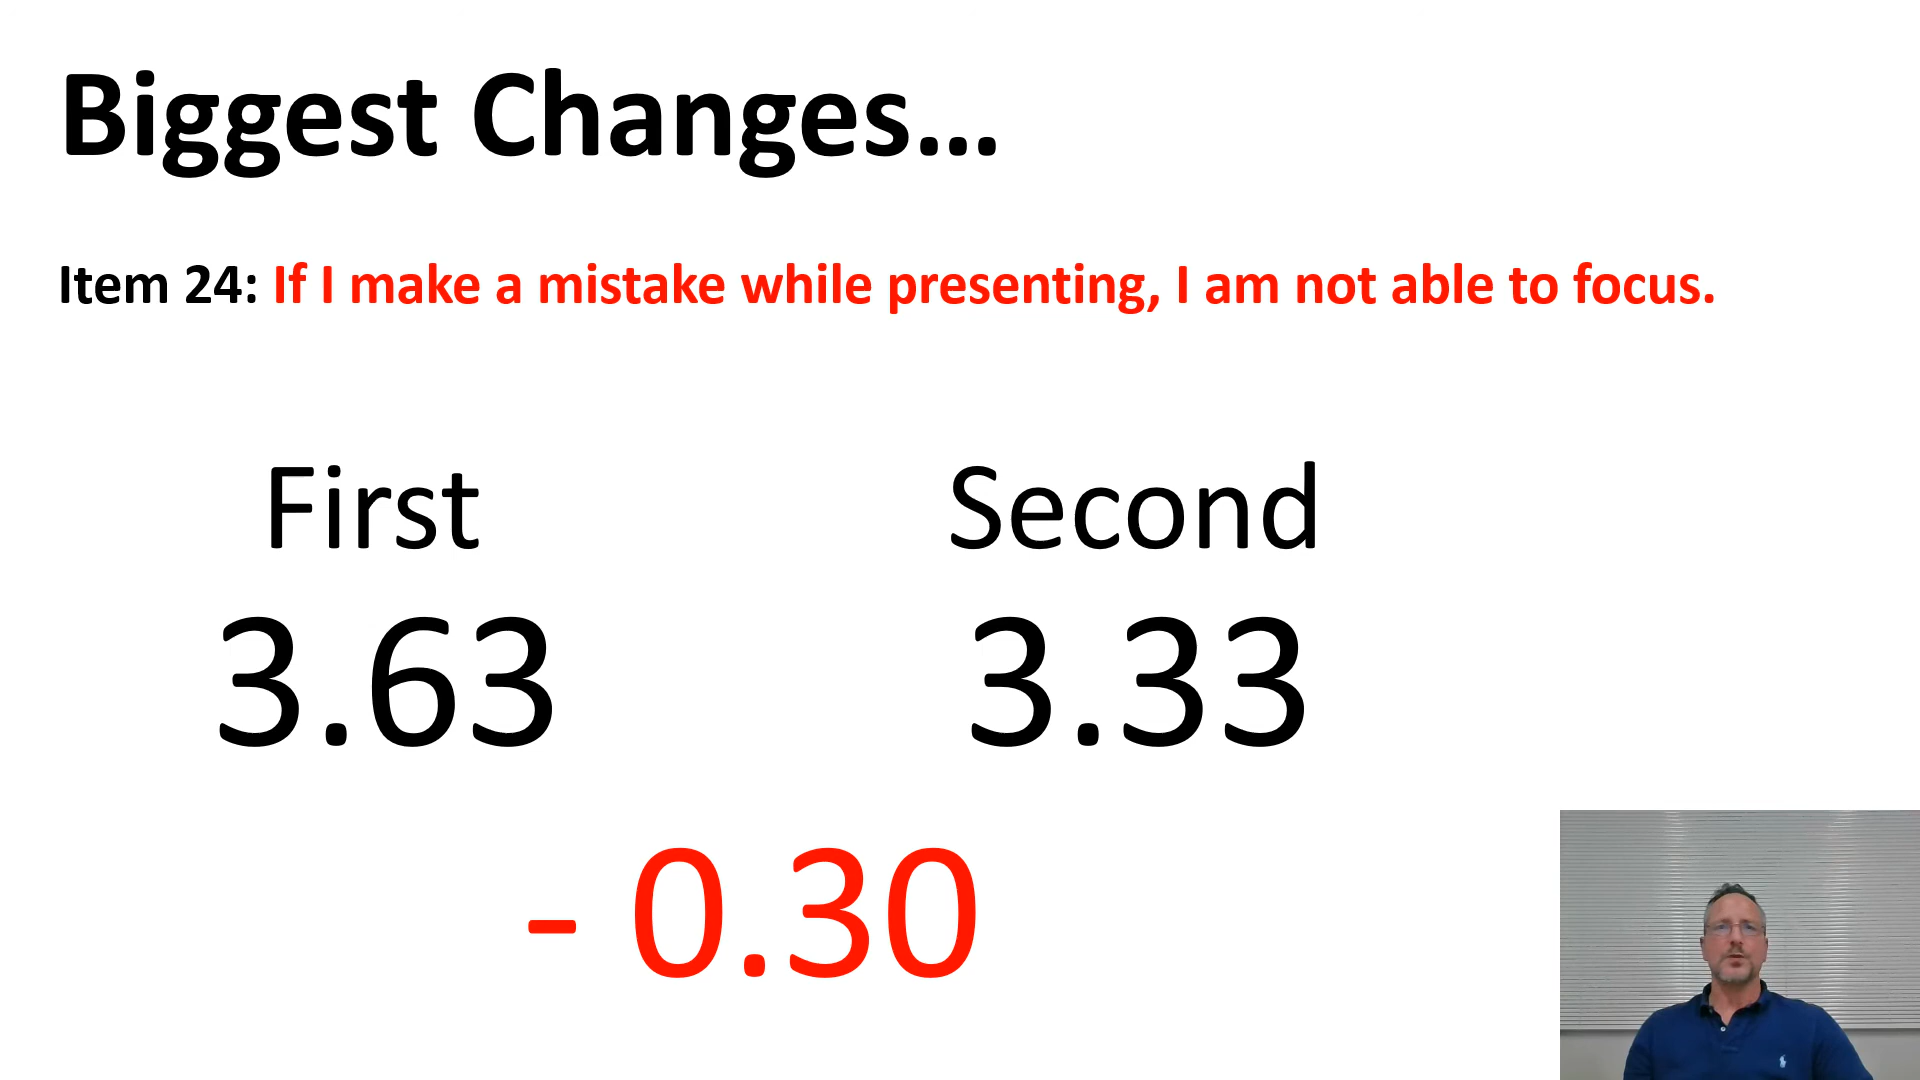 Biggest Changes...
Item 24: If I make a mistake while presenting, I am not able to focus.
First Second
3.63 3.33
- 0.30